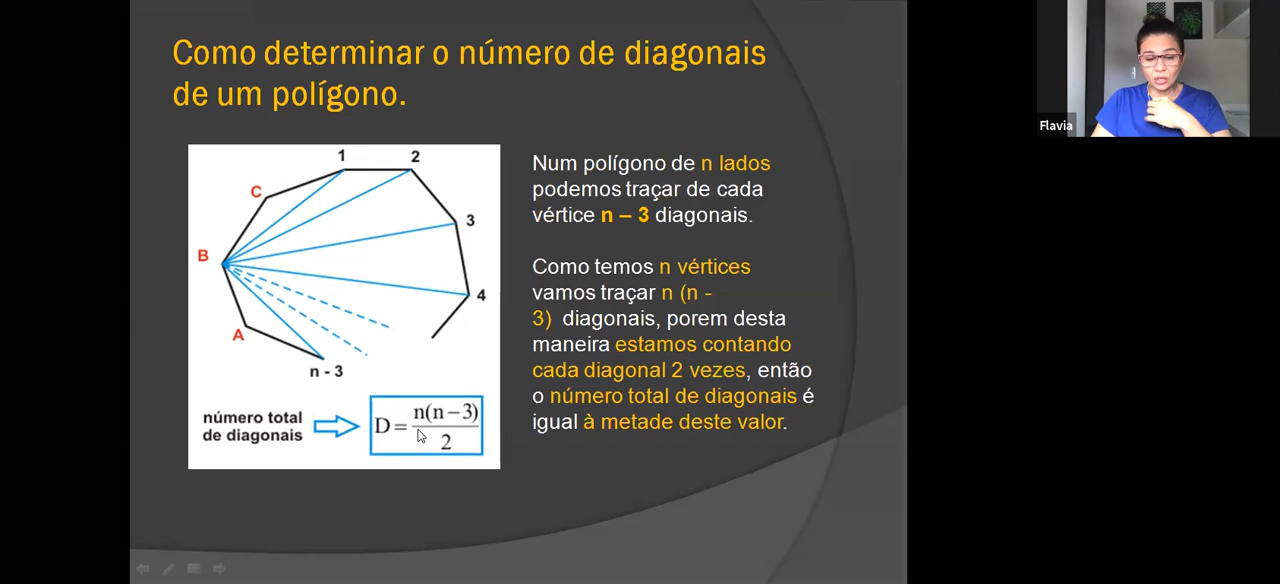 Como determinar o número de diagonais
de um polígono.
1
2
C
3
B
4
A
n - 3
número total
de diagonais
D = n(n−3)
2
Num polígono de n lados
podemos traçar de cada
vértice n – 3 diagonais.
Como temos n vértices
vamos traçar n (n -
3) diagonais, porem desta
maneira estamos contando
cada diagonal 2 vezes, então
o número total de diagonais é
igual à metade deste valor.
Flavia